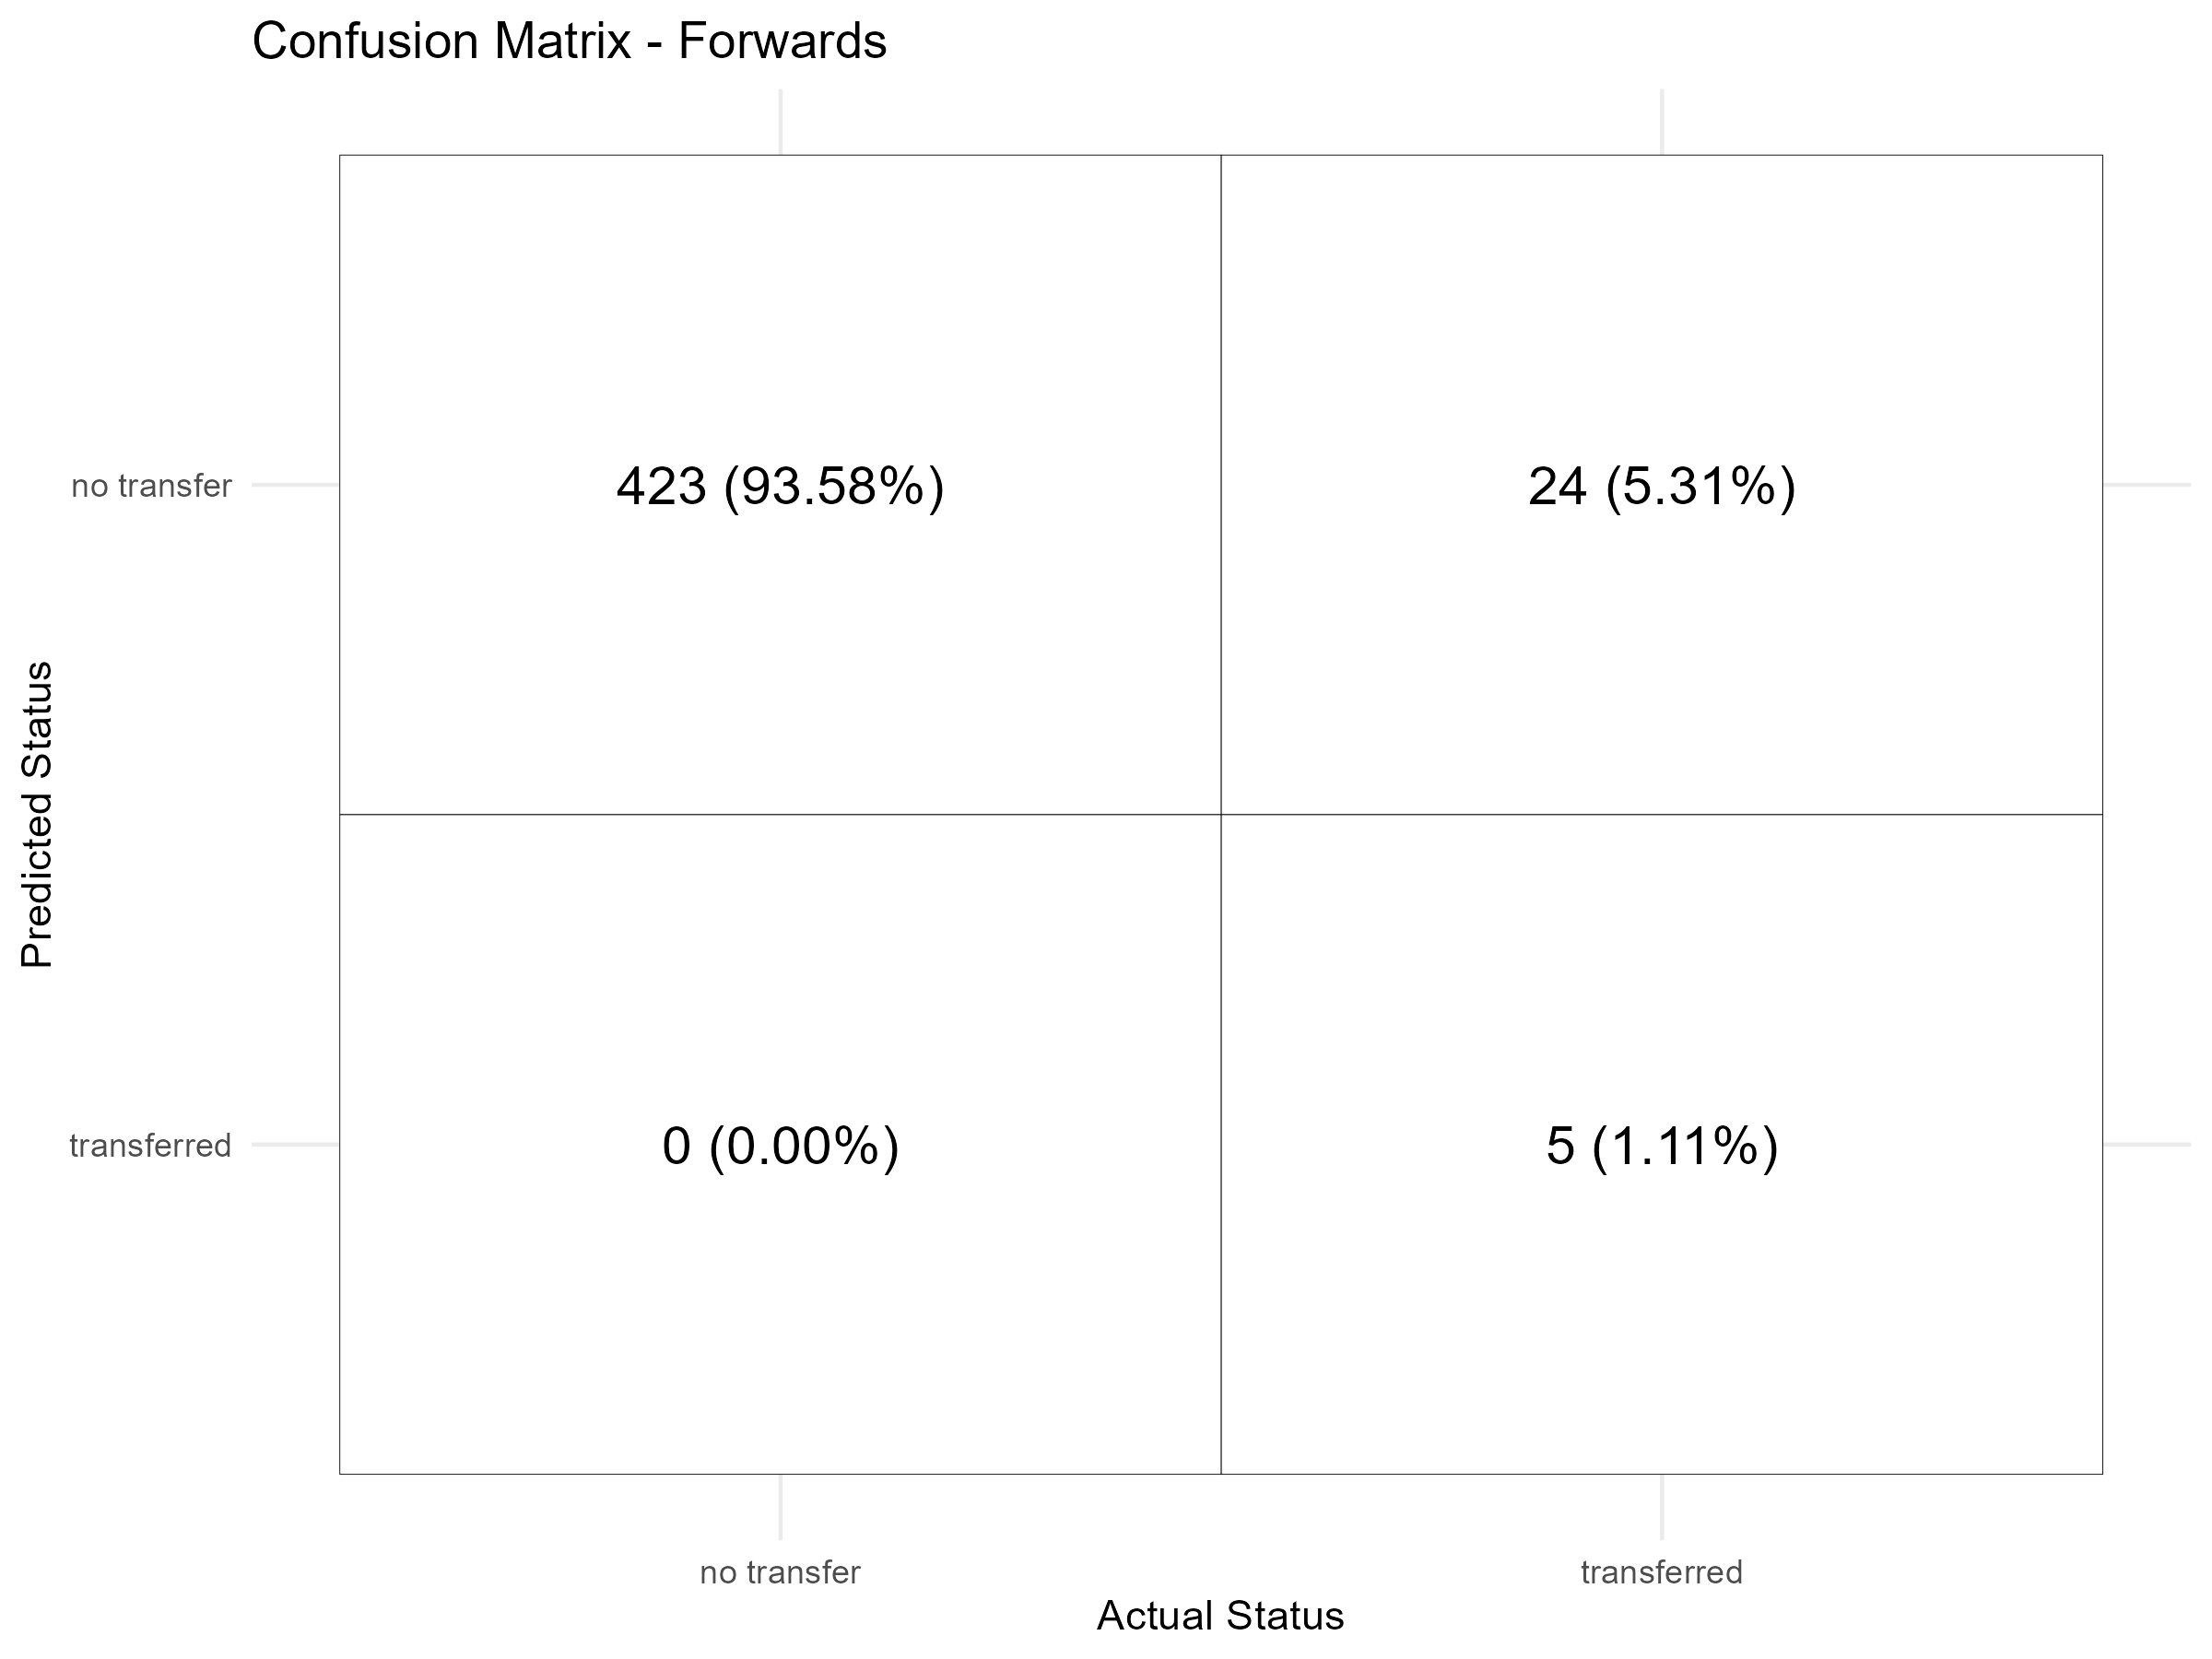 Confusion Matrix - Forwards
Predicted Status
no transfer
423 (93.58%)
24 (5.31%)
transferred
0 (0.00%)
5 (1.11%)
no transfer
transferred
Actual Status